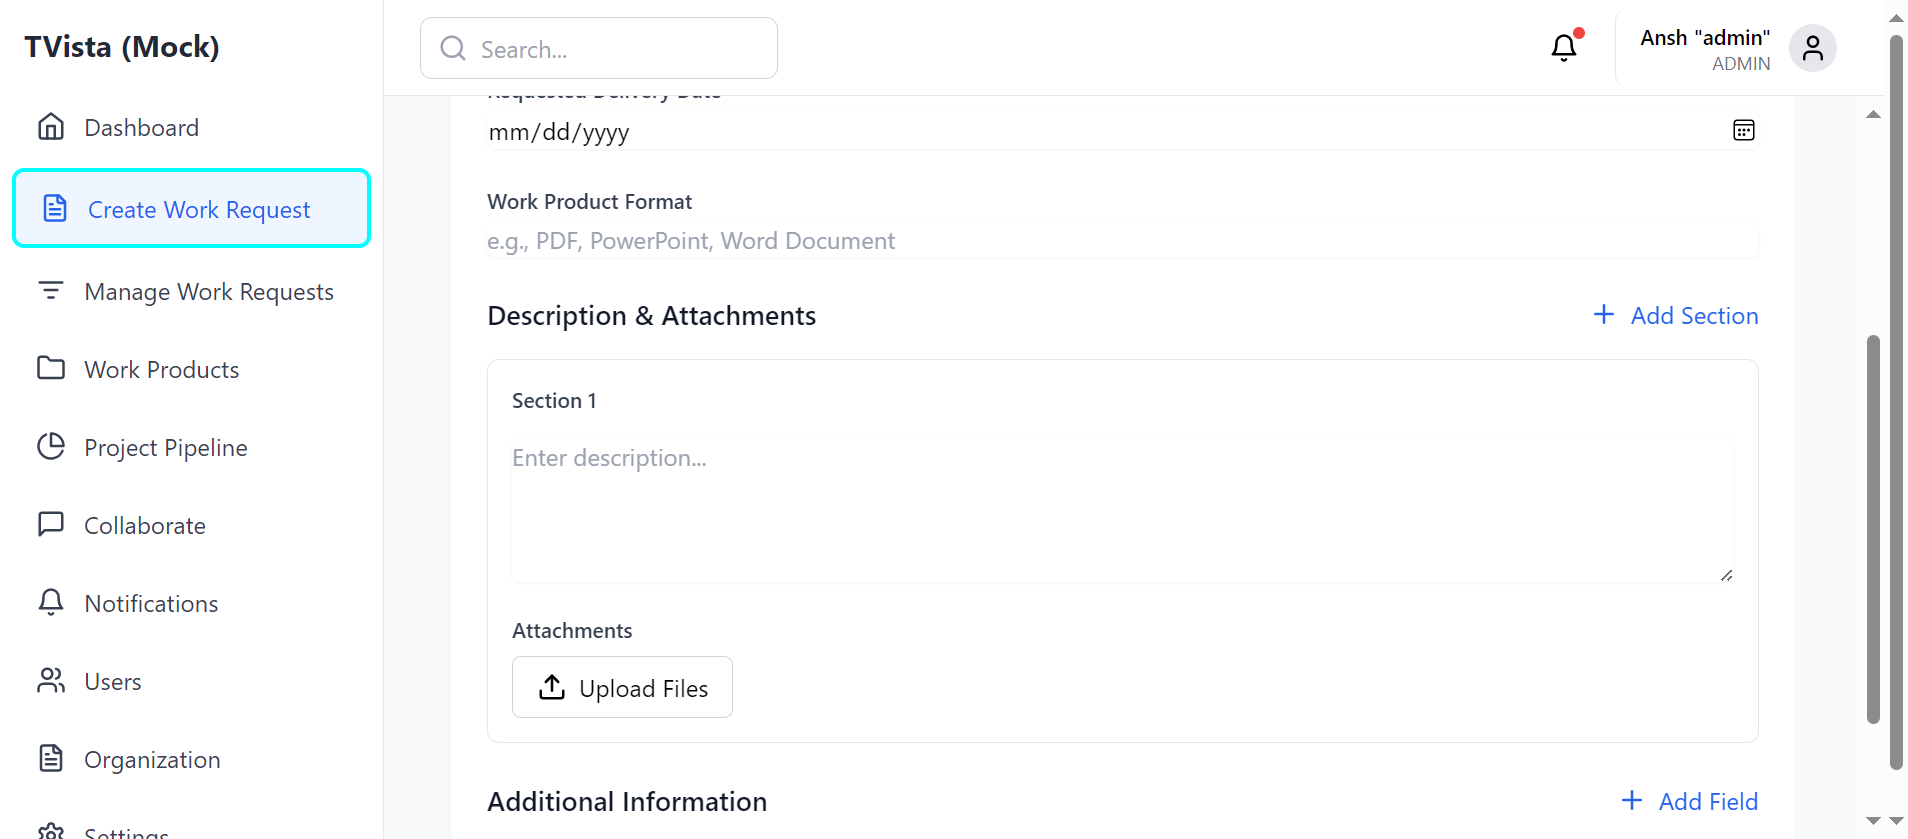 TVista (Mock)
Search...
Ansh "admin"
ADMIN
Dashboard
Create Work Request
Manage Work Requests
Work Products
Project Pipeline
Collaborate
Notifications
Users
Organization
Settings
Requested Delivery Date
mm/dd/yyyy
Work Product Format
e.g., PDF, PowerPoint, Word Document
Description & Attachments
Add Section
Section 1
Enter description...
Attachments
Upload Files
Additional Information
Add Field